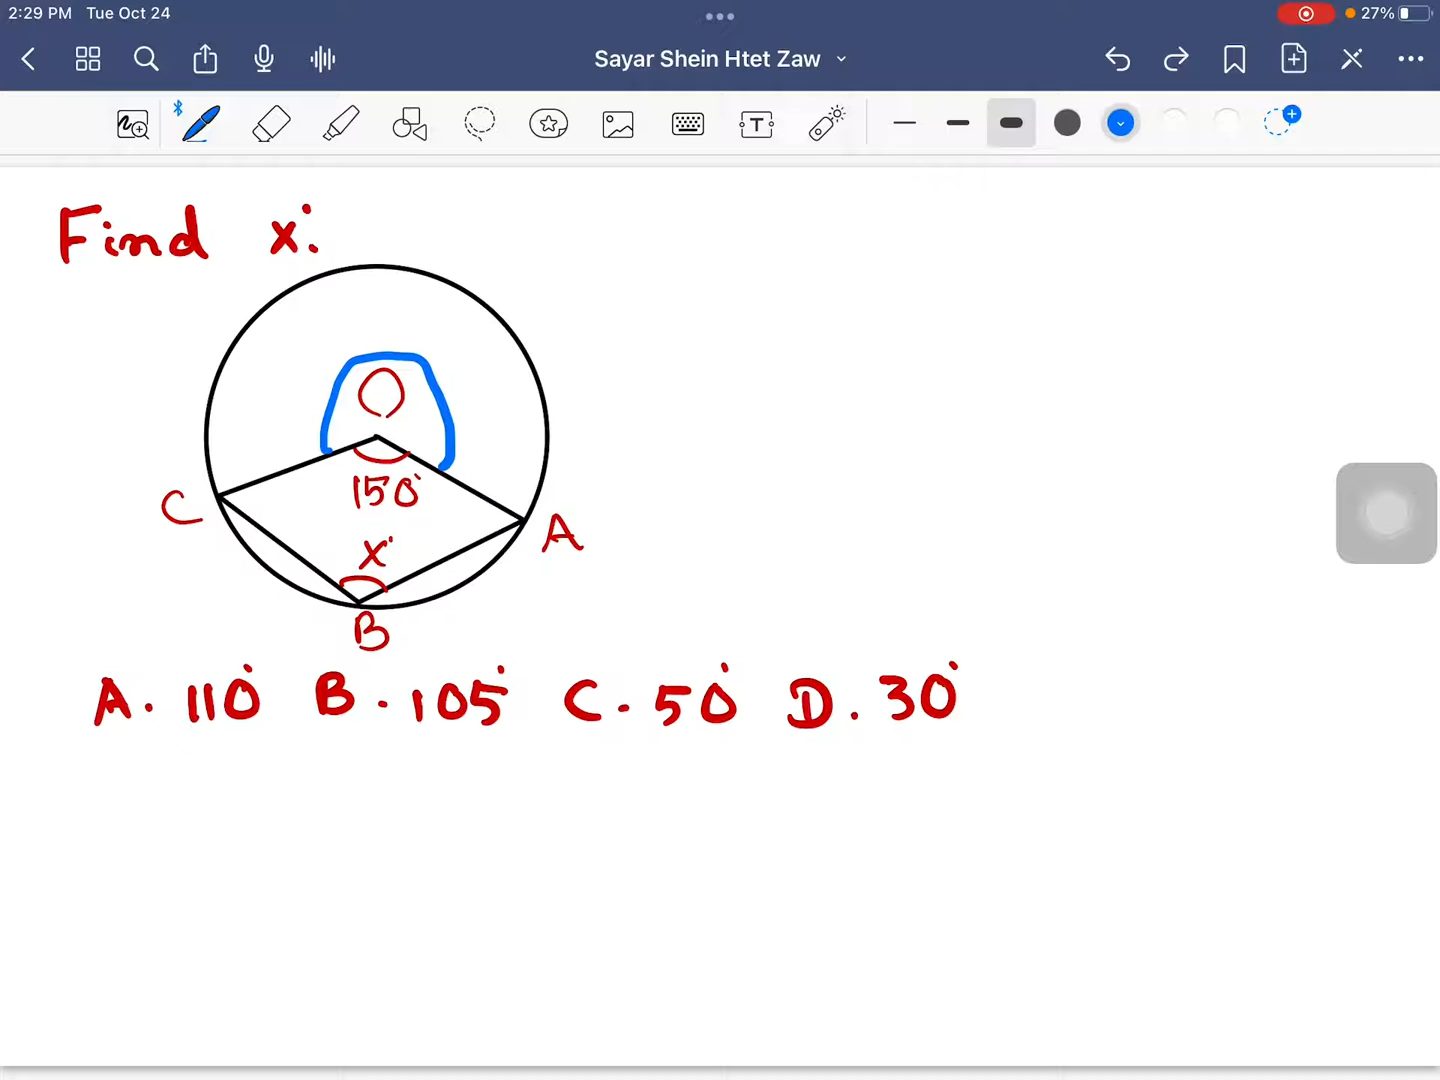 2:29 PM Tue Oct 24
27%
Sayar Shein Htet Zaw
T
Find x°.
O
150°
C
A
x°
B
A. 110° B. 105° C. 50° D. 30°